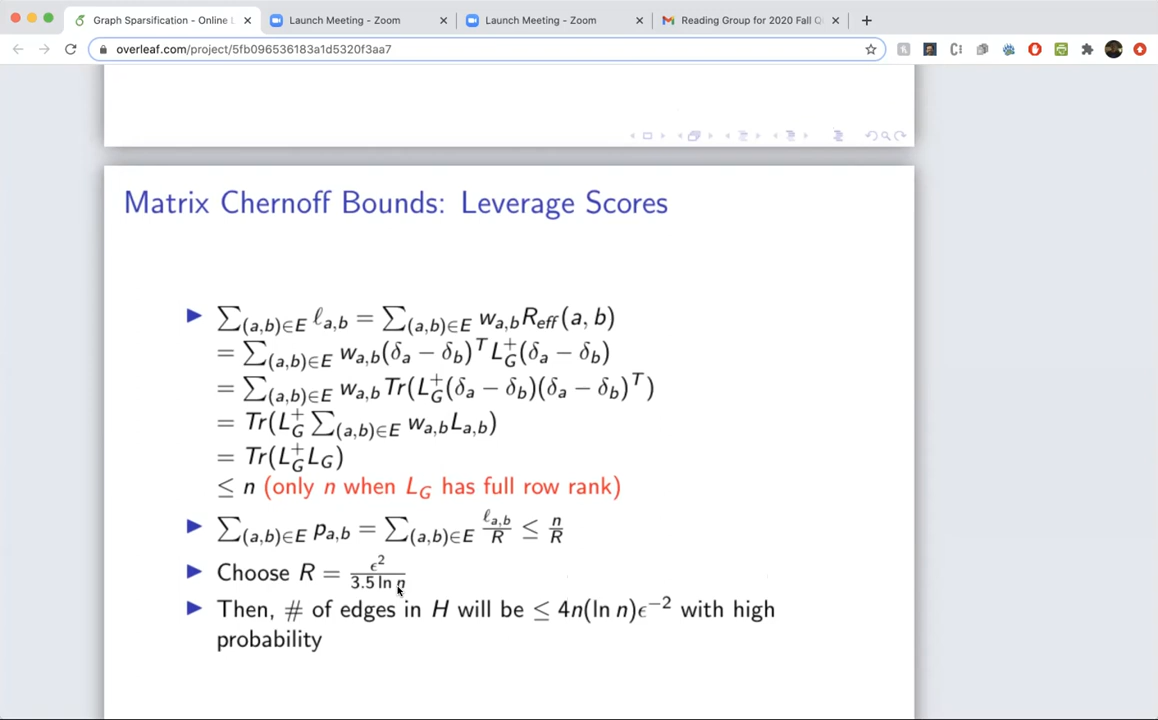 Graph Sparsification - Online L
Launch Meeting - Zoom
Launch Meeting - Zoom
Reading Group for 2020 Fall Q
overleaf.com/project/5fb096536183a1d5320f3aa7
Matrix Chernoff Bounds: Leverage Scores
▶ ∑_{(a,b)∈E} ℓ_{a,b} = ∑_{(a,b)∈E} w_{a,b}R_{eff}(a, b)
= ∑_{(a,b)∈E} w_{a,b}(δ_a − δ_b)^T L_G^+(δ_a − δ_b)
= ∑_{(a,b)∈E} w_{a,b} Tr(L_G^+(δ_a − δ_b)(δ_a − δ_b)^T)
= Tr(L_G^+ ∑_{(a,b)∈E} w_{a,b}L_{a,b})
= Tr(L_G^+ L_G)
≤ n (only n when L_G has full row rank)
▶ ∑_{(a,b)∈E} p_{a,b} = ∑_{(a,b)∈E} ℓ_{a,b}/R ≤ n/R
▶ Choose R = ϵ²/(3.5 ln n)
▶ Then, # of edges in H will be ≤ 4n(ln n)ϵ^{−2} with high
probability